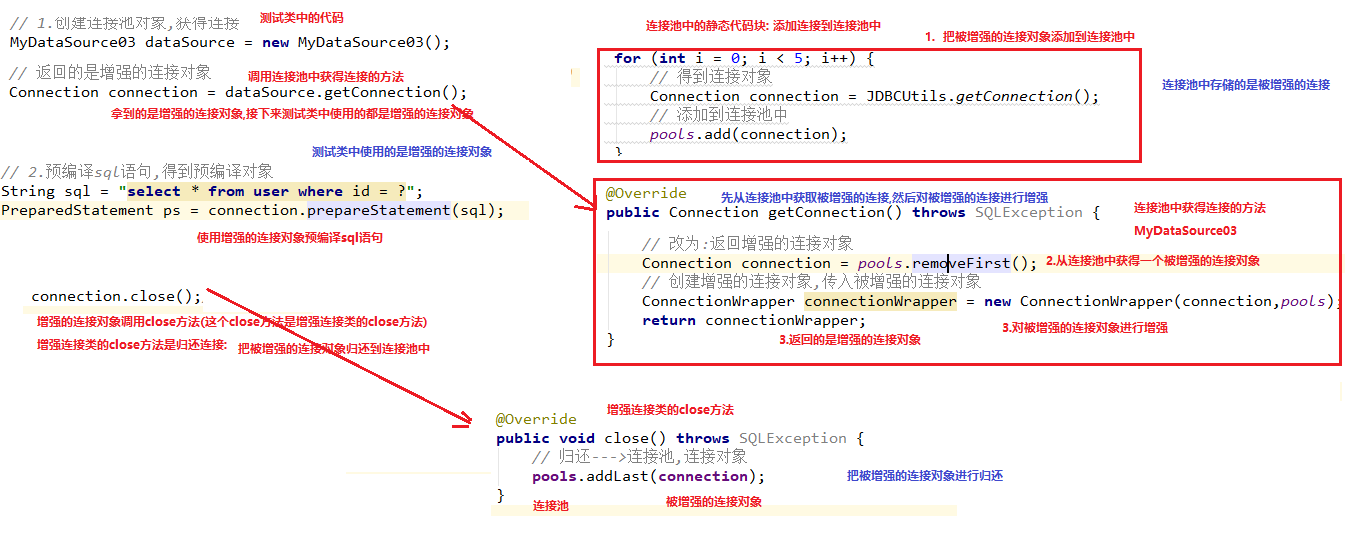 // 1.创建连接池对象,获得连接
测试类中的代码
MyDataSource03 dataSource = new MyDataSource03();
// 返回的是增强的连接对象
调用连接池中获得连接的方法
Connection connection = dataSource.getConnection();
拿到的是增强的连接对象,接下来测试类中使用的都是增强的连接对象
测试类中使用的是增强的连接对象
// 2.预编译sql语句,得到预编译对象
String sql = "select * from user where id = ?";
PreparedStatement ps = connection.prepareStatement(sql);
使用增强的连接对象预编译sql语句
connection.close();
增强的连接对象调用close方法(这个close方法是增强连接类的close方法)
增强连接类的close方法是归还连接: 把被增强的连接对象归还到连接池中
连接池中的静态代码块: 添加连接到连接池中
1. 把被增强的连接对象添加到连接池中
for (int i = 0; i < 5; i++) {
// 得到连接对象
Connection connection = JDBCUtils.getConnection();
// 添加到连接池中
pools.add(connection);
}
连接池中存储的是被增强的连接
@Override
先从连接池中获取被增强的连接,然后对被增强的连接进行增强
public Connection getConnection() throws SQLException {
连接池中获得连接的方法
MyDataSource03
// 改为:返回增强的连接对象
Connection connection = pools.removeFirst();
2.从连接池中获得一个被增强的连接对象
// 创建增强的连接对象,传入被增强的连接对象
ConnectionWrapper connectionWrapper = new ConnectionWrapper(connection,pools);
return connectionWrapper;
3.对被增强的连接对象进行增强
3.返回的是增强的连接对象
}
增强连接类的close方法
@Override
public void close() throws SQLException {
// 归还--->连接池,连接对象
pools.addLast(connection);
把被增强的连接对象进行归还
}
连接池
被增强的连接对象